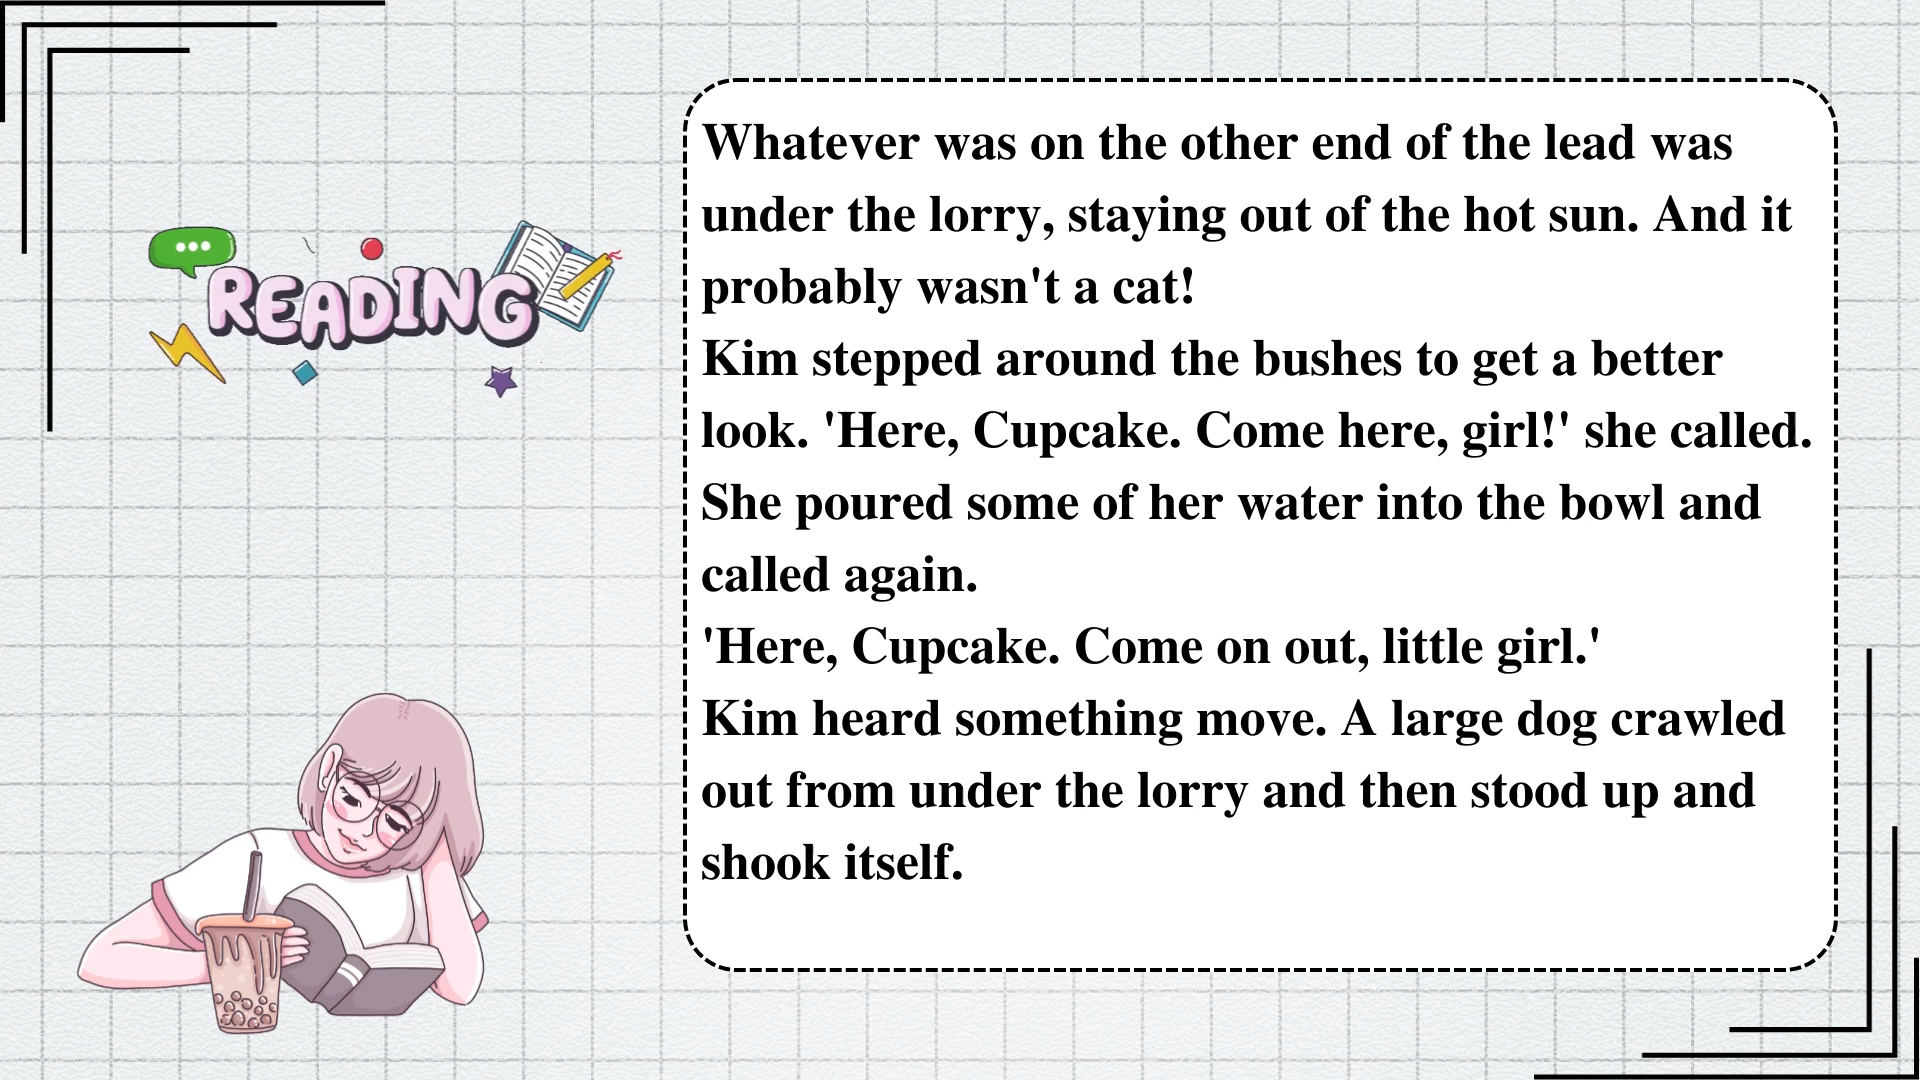 READING
Whatever was on the other end of the lead was
under the lorry, staying out of the hot sun. And it
probably wasn't a cat!
Kim stepped around the bushes to get a better
look. 'Here, Cupcake. Come here, girl!' she called.
She poured some of her water into the bowl and
called again.
'Here, Cupcake. Come on out, little girl.'
Kim heard something move. A large dog crawled
out from under the lorry and then stood up and
shook itself.